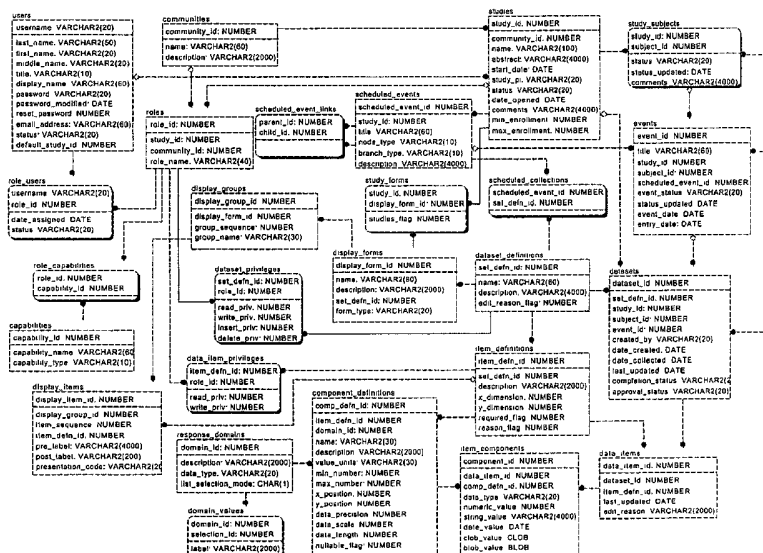 users
username VARCHAR2(20)
last_name. VARCHAR2(50)
first_name. VARCHAR2(20)
middle_name VARCHAR2(20)
title. VARCHAR2(10)
display_name VARCHAR2(60)
password VARCHAR2(20)
password_modified DATE
reset_password NUMBER
email_address: VARCHAR2(60)
status VARCHAR2(20)
default_study_id NUMBER
communities
community_id: NUMBER
name: VARCHAR2(60)
description: VARCHAR2(2000)
studies
study_id: NUMBER
community_id: NUMBER
name. VARCHAR2(100)
abstract VARCHAR2(4000)
start_date DATE
study_pi. VARCHAR2(20)
status VARCHAR2(20)
date_opened DATE
comments VARCHAR2(4000)
min_enrollment NUMBER
max_enrollment. NUMBER
study_subjects
study_id: NUMBER
subject_id NUMBER
status VARCHAR2(20)
status_updated: DATE
comments VARCHAR2(4000)
roles
role_id: NUMBER
study_id: NUMBER
community_id: NUMBER
role_name. VARCHAR2(40)
scheduled_event_links
parent_id: NUMBER
child_id: NUMBER
scheduled_events
scheduled_event_id NUMBER
study_id: NUMBER
title VARCHAR2(60)
node_type VARCHAR2(10)
branch_type. VARCHAR2(10)
description VARCHAR2(4000)
events
event_id NUMBER
title VARCHAR2(60)
study_id NUMBER
subject_id NUMBER
scheduled_event_id NUMBER
event_status VARCHAR2(20)
status_updated DATE
event_date DATE
entry_date: DATE
role_users
username VARCHAR2(20)
role_id NUMBER
date_assigned DATE
status VARCHAR2(20)
display_groups
display_group_id NUMBER
display_form_id NUMBER
group_sequence NUMBER
group_name: VARCHAR2(30)
study_forms
study_id. NUMBER
display_form_id: NUMBER
studies_flag NUMBER
scheduled_collections
scheduled_event_id NUMBER
set_defn_id. NUMBER
role_capabilities
role_id. NUMBER
capability_id NUMBER
dataset_privileges
set_defn_id: NUMBER
role_id: NUMBER
read_priv. NUMBER
write_priv: NUMBER
insert_priv NUMBER
delete_priv NUMBER
display_forms
display_form_id NUMBER
name. VARCHAR2(80)
description: VARCHAR2(2000)
set_defn_id: NUMBER
form_type: VARCHAR2(20)
dataset_definitions
set_defn_id: NUMBER
name: VARCHAR2(60)
description. VARCHAR2(4000)
edit_reason_flag NUMBER
datasets
dataset_id NUMBER
set_defn_id: NUMBER
study_id: NUMBER
subject_id NUMBER
event_id NUMBER
created_by VARCHAR2(20)
date_created. DATE
date_collected DATE
last_updated DATE
completion_status VARCHAR2(2
approval_status VARCHAR2(20)
capabilities
capability_id NUMBER
capability_name VARCHAR2(60
capability_type VARCHAR2(10)
data_item_privileges
item_defn_id: NUMBER
role_id: NUMBER
read_priv: NUMBER
write_priv NUMBER
item_definitions
item_defn_id NUMBER
set_defn_id NUMBER
description VARCHAR2(2000)
x_dimension. NUMBER
y_dimension NUMBER
required_flag NUMBER
reason_flag NUMBER
display_items
display_item_id. NUMBER
display_group_id NUMBER
item_sequence NUMBER
item_defn_id NUMBER
pre_label: VARCHAR2(4000)
post_label. VARCHAR2(200)
presentation_code: VARCHAR2(20
component_definitions
comp_defn_id NUMBER
item_defn_id NUMBER
domain_id: NUMBER
name: VARCHAR2(30)
description VARCHAR2(2000)
value_units VARCHAR2(30)
min_number: NUMBER
max_number NUMBER
x_position. NUMBER
y_position NUMBER
data_precision NUMBER
data_scale NUMBER
data_length NUMBER
nullable_flag NUMBER
response_domains
domain_id: NUMBER
description VARCHAR2(2000)
data_type. VARCHAR2(20)
list_selection_mode: CHAR(1)
item_components
component_id NUMBER
data_item_id NUMBER
comp_defn_id. NUMBER
data_type VARCHAR2(20)
numeric_value NUMBER
string_value VARCHAR2(4000)
date_value DATE
clob_value CLOB
blob_value BLOB
data_items
data_item_id. NUMBER
dataset_id NUMBER
item_defn_id. NUMBER
last_updated DATE
edit_reason VARCHAR2(2000)
domain_values
domain_id: NUMBER
selection_id: NUMBER
label VARCHAR2(2000)